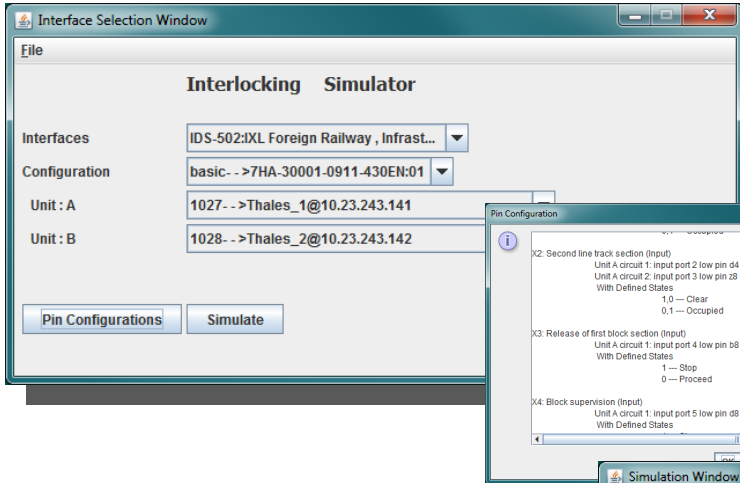 Interface Selection Window
File
Interlocking Simulator
Interfaces
IDS-502:IXL Foreign Railway , Infrast...
Configuration
basic- - >7HA-30001-0911-430EN:01
Unit : A
1027- - >Thales_1@10.23.243.141
Unit : B
1028- - >Thales_2@10.23.243.142
Pin Configurations
Simulate
Pin Configuration
X2: Second line track section (Input)
Unit A circuit 1: input port 2 low pin d4
Unit A circuit 2: input port 3 low pin z8
With Defined States
1,0 --- Clear
0,1 --- Occupied
X3: Release of first block section (Input)
Unit A circuit 1: input port 4 low pin b8
With Defined States
1 --- Stop
0 --- Proceed
X4: Block supervision (Input)
Unit A circuit 1: input port 5 low pin d8
With Defined States
OK
Simulation Window